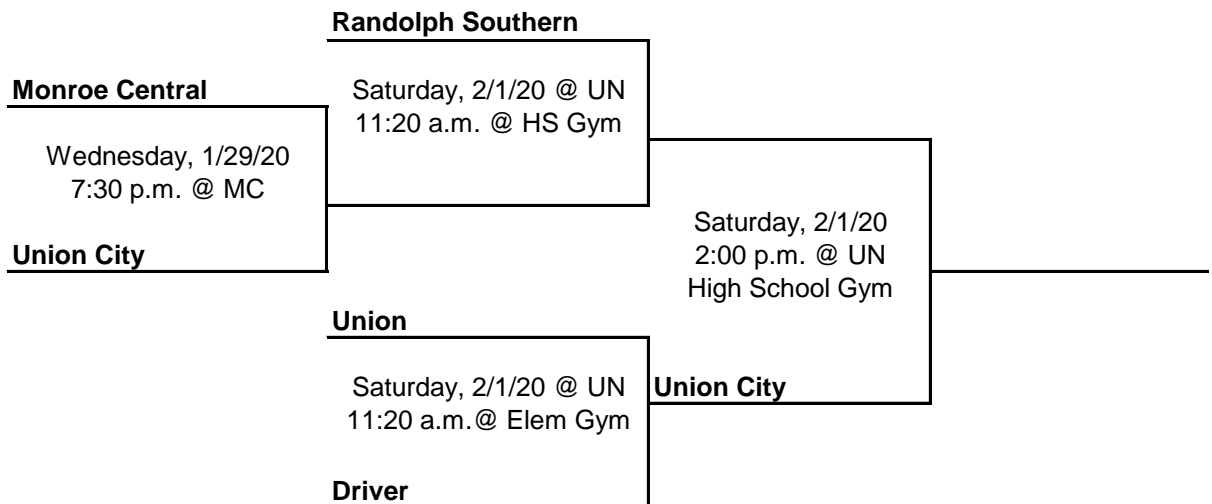 Randolph Southern
Monroe Central
Saturday, 2/1/20 @ UN
11:20 a.m. @ HS Gym
Wednesday, 1/29/20
7:30 p.m. @ MC
Union City
Saturday, 2/1/20
2:00 p.m. @ UN
High School Gym
Union
Saturday, 2/1/20 @ UN
11:20 a.m.@ Elem Gym
Union City
Driver